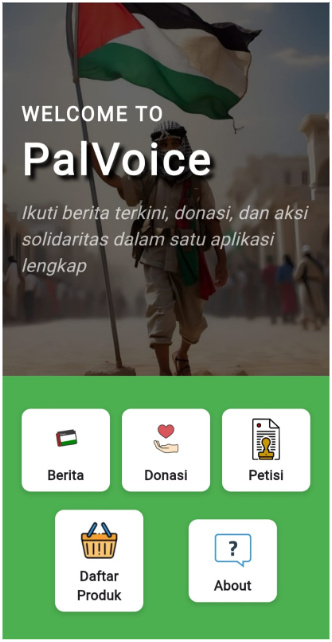 WELCOME TO
PalVoice
Ikuti berita terkini, donasi, dan aksi
solidaritas dalam satu aplikasi
lengkap
Berita
Donasi
Petisi
Daftar
Produk
?
About